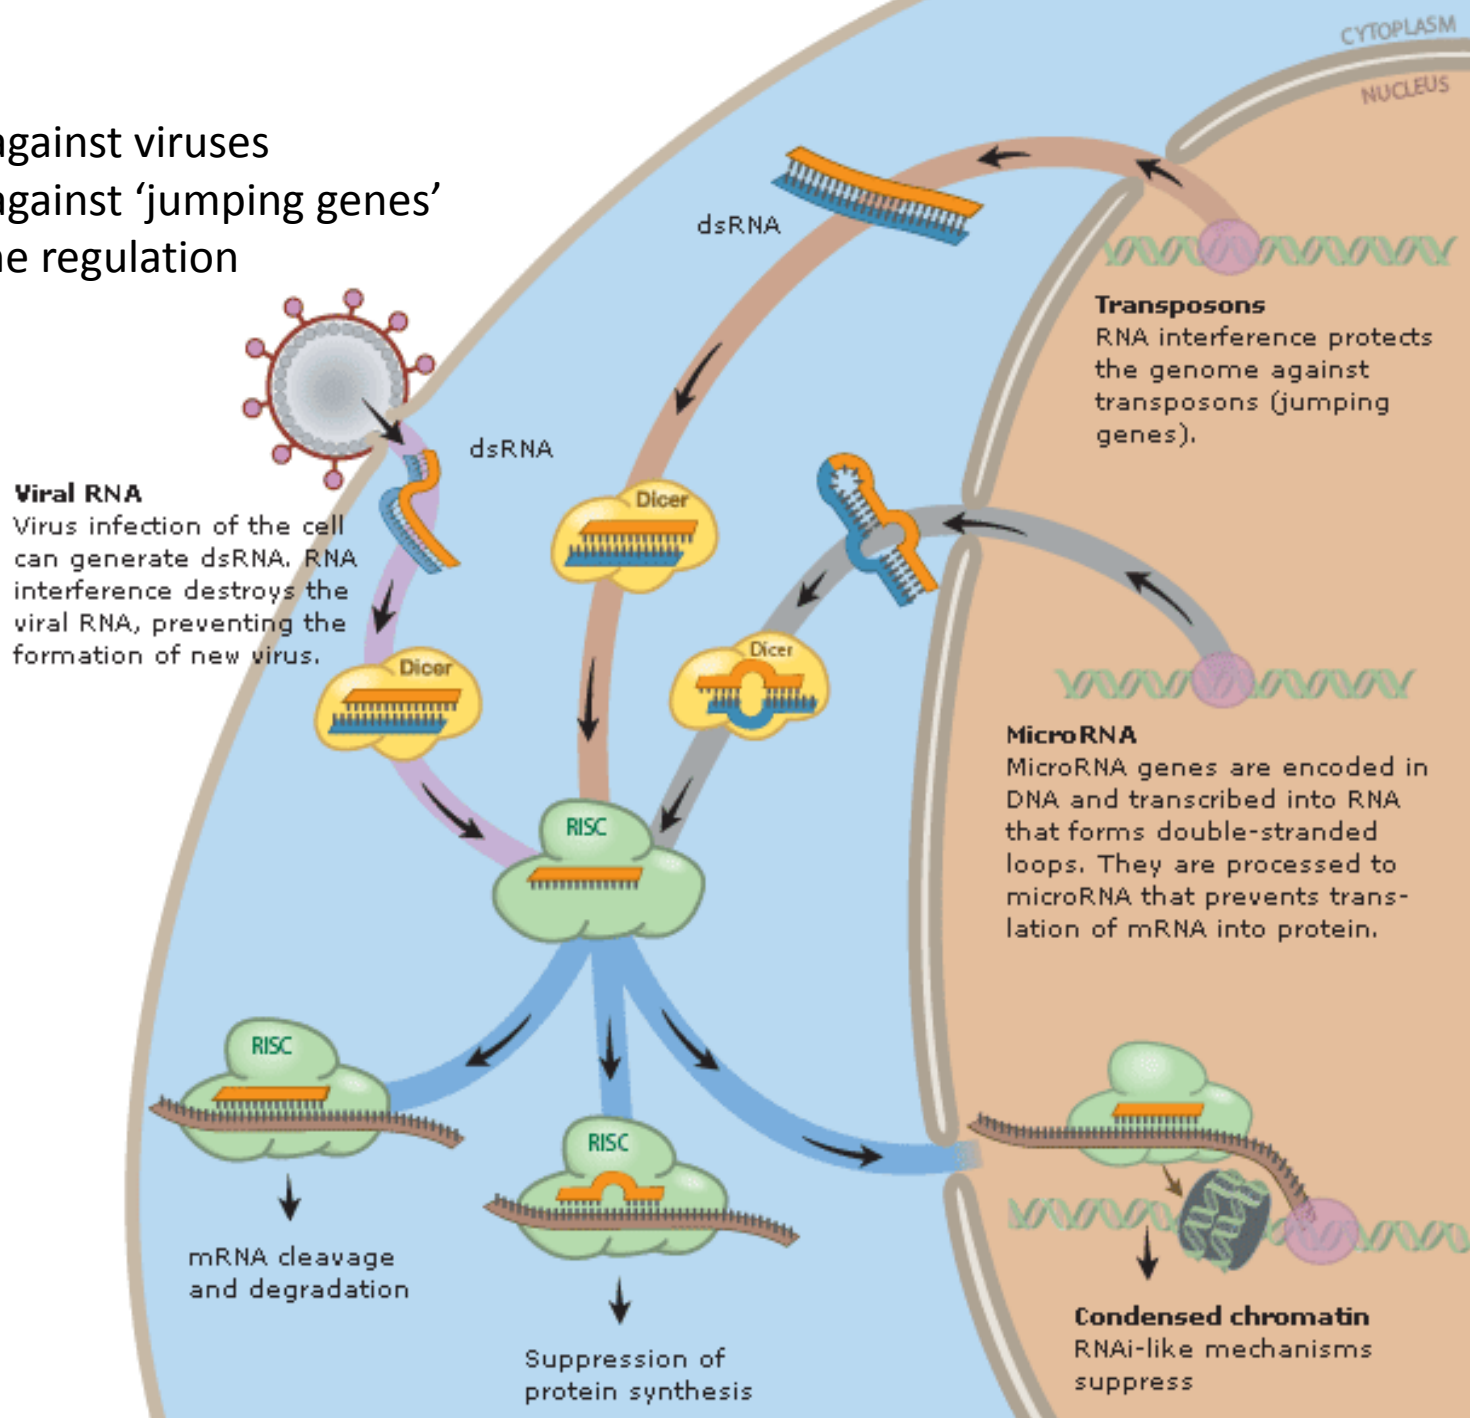 against viruses
against ‘jumping genes’
ne regulation
CYTOPLASM
NUCLEUS
dsRNA
Transposons
RNA interference protects
the genome against
transposons (jumping
genes).
dsRNA
Viral RNA
Virus infection of the cell
can generate dsRNA. RNA
interference destroys the
viral RNA, preventing the
formation of new virus.
Dicer
Dicer
Dicer
MicroRNA
MicroRNA genes are encoded in
DNA and transcribed into RNA
that forms double-stranded
loops. They are processed to
microRNA that prevents trans-
lation of mRNA into protein.
RISC
RISC
RISC
mRNA cleavage
and degradation
Suppression of
protein synthesis
Condensed chromatin
RNAi-like mechanisms
suppress